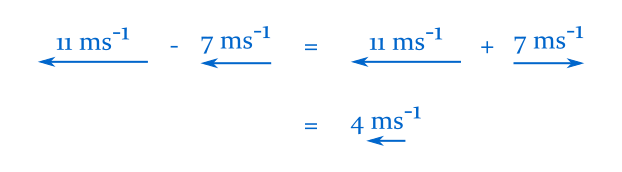 11 ms⁻¹ - 7 ms⁻¹ = 11 ms⁻¹ + 7 ms⁻¹
= 4 ms⁻¹